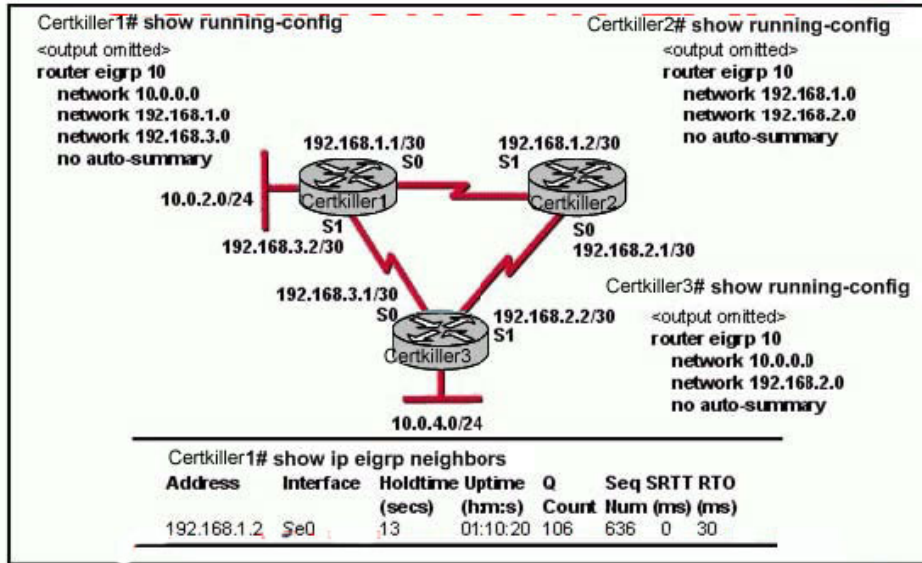 Certkiller1# show running-config
<output omitted>
router eigrp 10
network 10.0.0.0
network 192.168.1.0
network 192.168.3.0
no auto-summary
Certkiller2# show running-config
<output omitted>
router eigrp 10
network 192.168.1.0
network 192.168.2.0
no auto-summary
192.168.1.1/30
S0
192.168.1.2/30
S1
10.0.2.0/24
Certkiller1
Certkiller2
S1
192.168.3.2/30
S0
192.168.2.1/30
192.168.3.1/30
S0
192.168.2.2/30
S1
Certkiller3
10.0.4.0/24
Certkiller3# show running-config
<output omitted>
router eigrp 10
network 10.0.0.0
network 192.168.2.0
no auto-summary
Certkiller1# show ip eigrp neighbors
Address Interface Holdtime Uptime Q Seq SRTT RTO
(secs) (h:m:s) Count Num (ms) (ms)
192.168.1.2 Se0 13 01:10:20 106 636 0 30